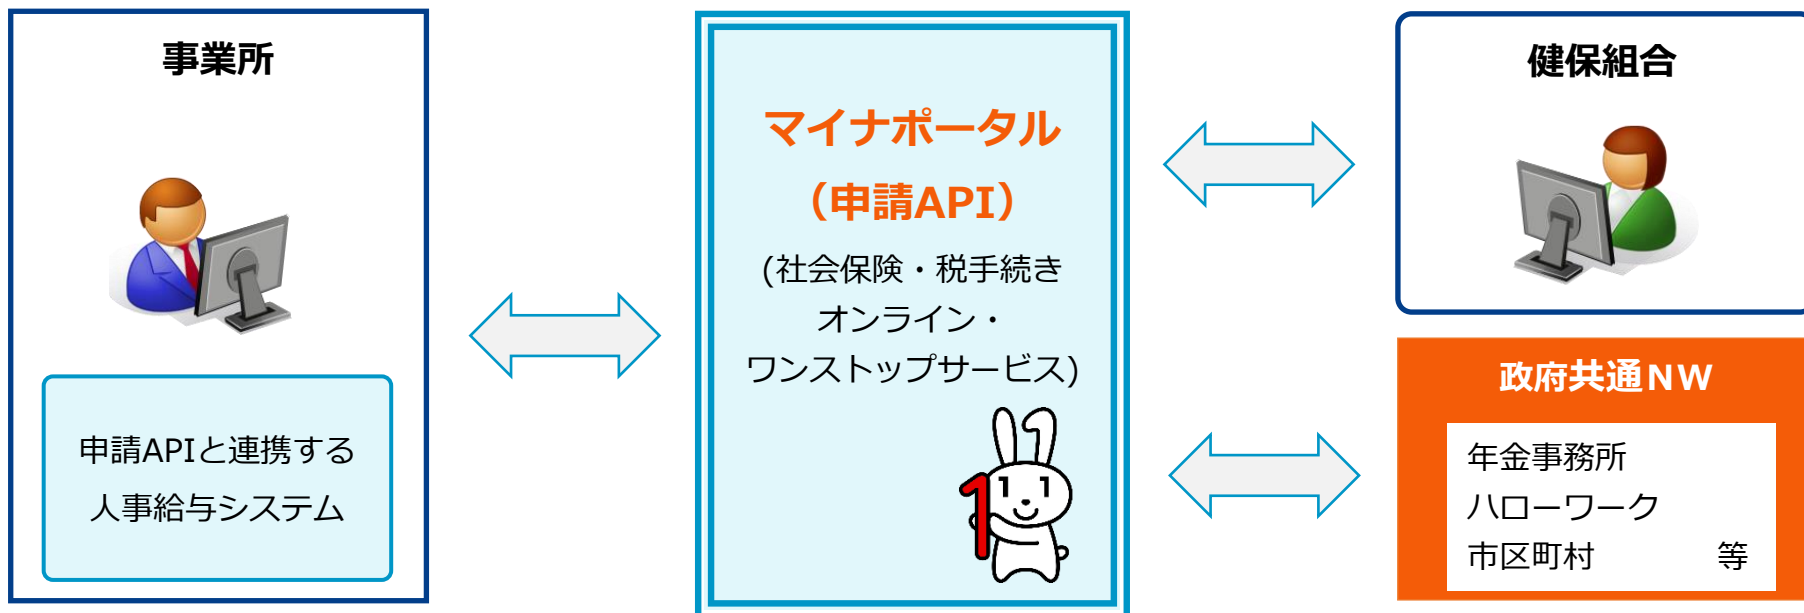 事業所
申請APIと連携する
人事給与システム
マイナポータル
（申請API）
(社会保険・税手続き
オンライン・
ワンストップサービス)
1
健保組合
政府共通NW
年金事務所
ハローワーク
市区町村 等